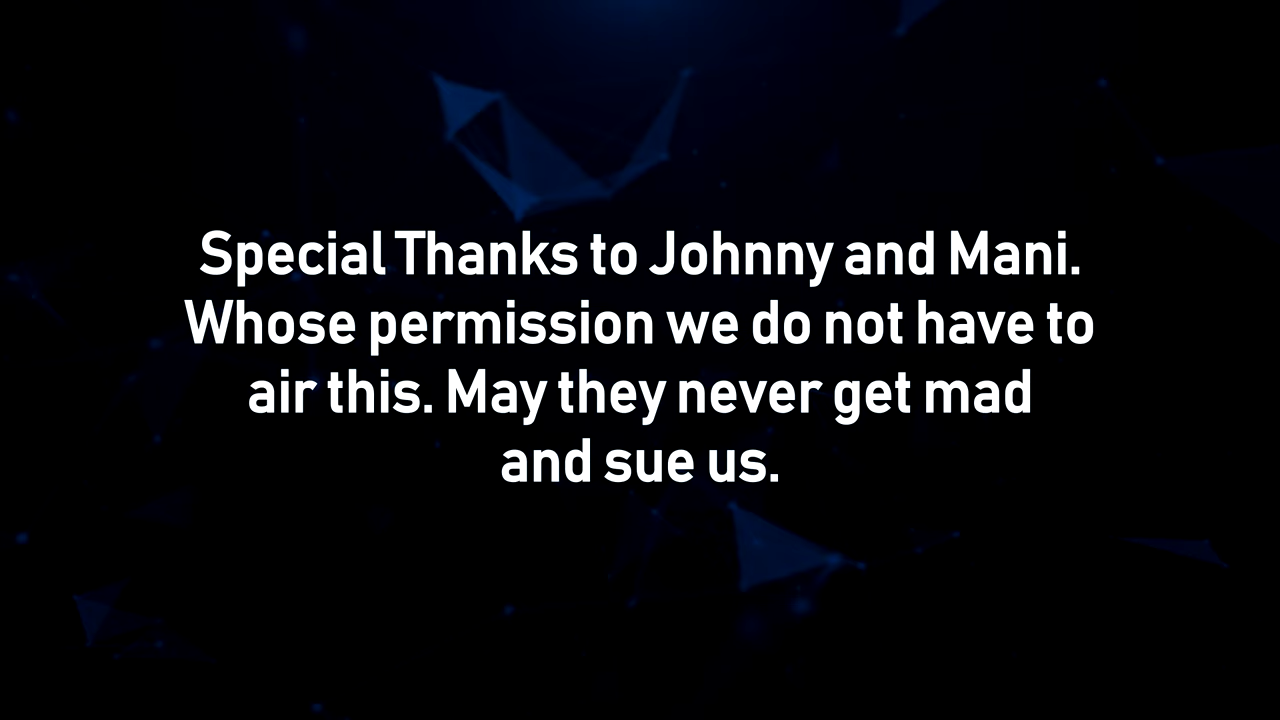 Special Thanks to Johnny and Mani.
Whose permission we do not have to
air this. May they never get mad
and sue us.